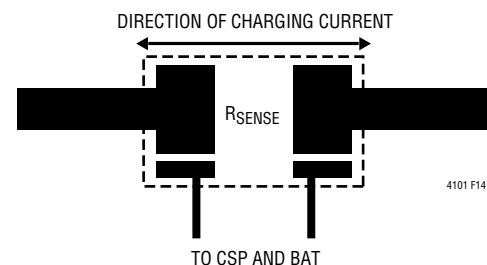 DIRECTION OF CHARGING CURRENT
RSENSE
4101 F14
TO CSP AND BAT